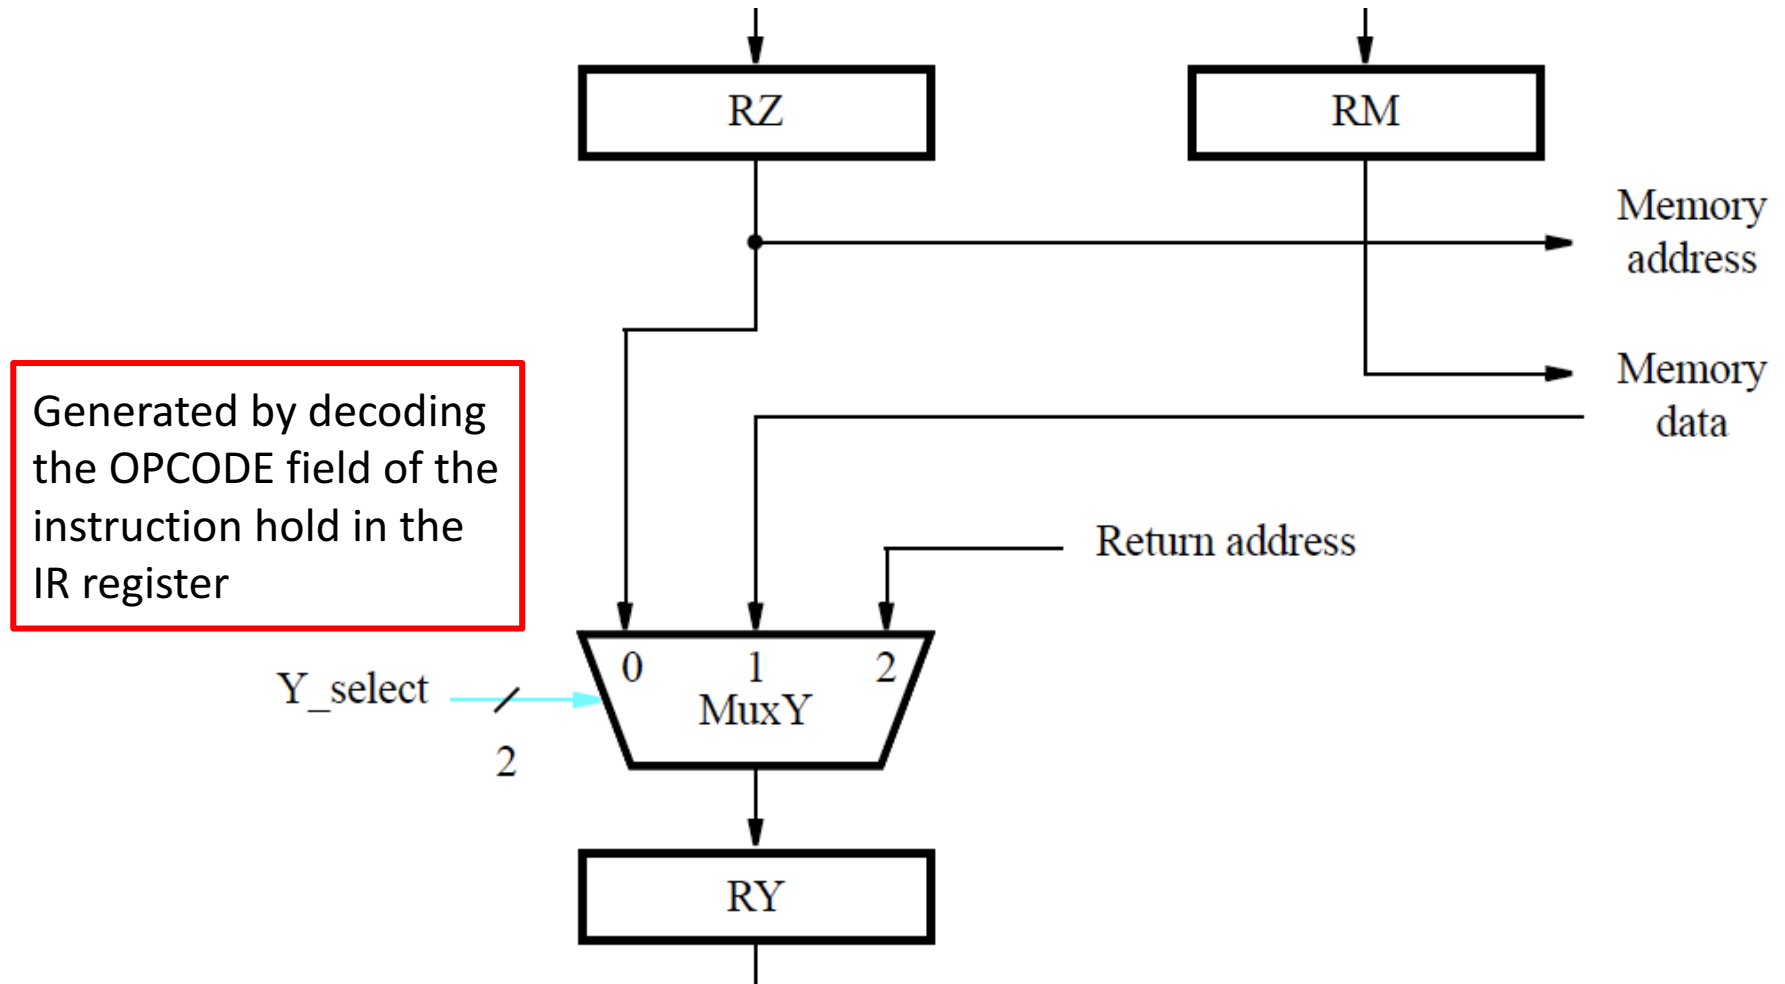 RZ
RM
Memory
address
Memory
data
Generated by decoding
the OPCODE field of the
instruction hold in the
IR register
Return address
0 1 2
Y_select
MuxY
2
RY